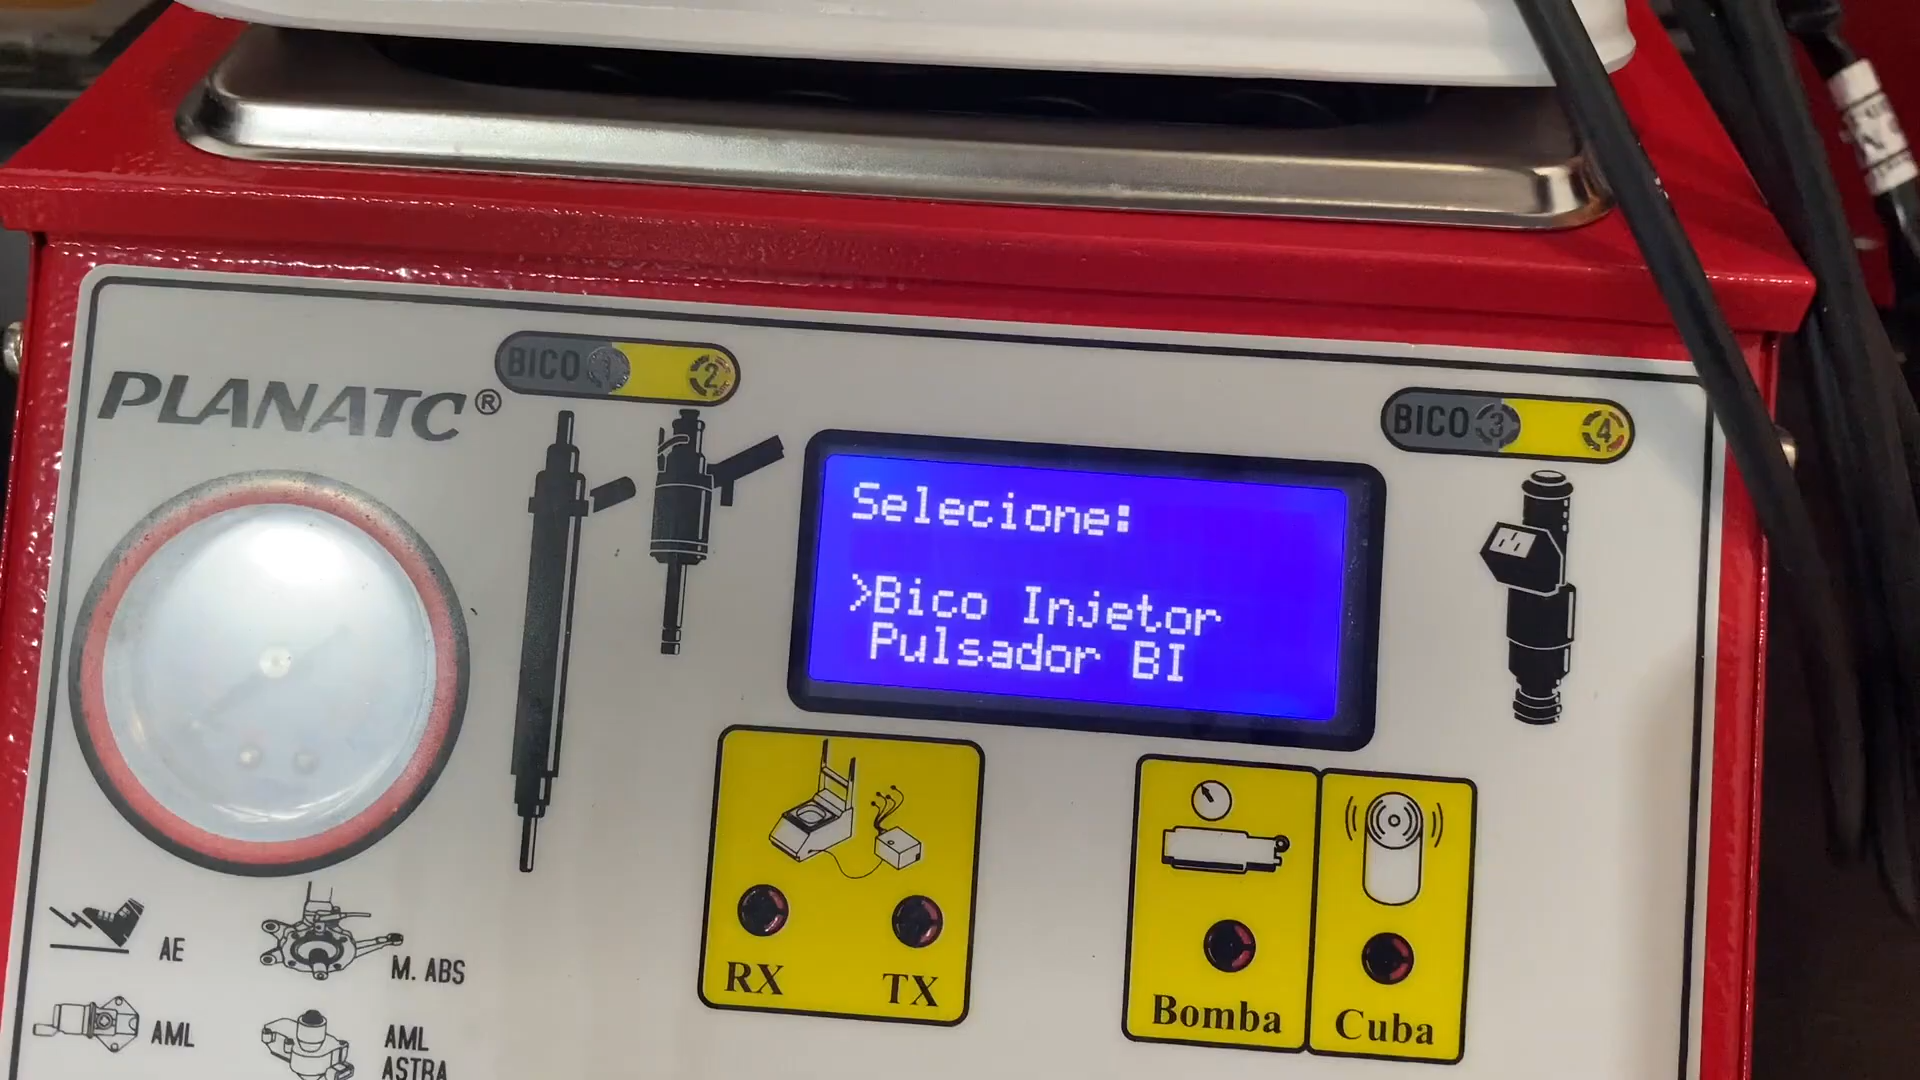 BICO 1 2
PLANATC®
BICO 3 4
Selecione:
>Bico Injetor
Pulsador BI
AE
M. ABS
AML
AML
ASTRA
RX
TX
Bomba
Cuba